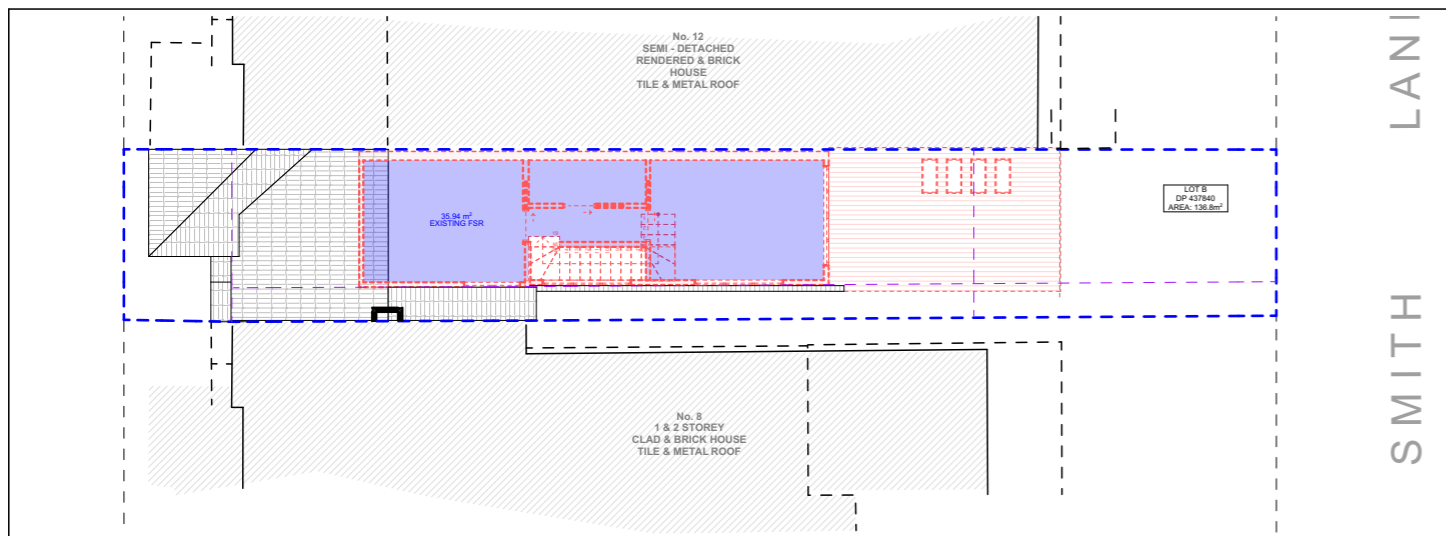 No. 12
SEMI - DETACHED
RENDERED & BRICK
HOUSE
TILE & METAL ROOF
35.94 m²
EXISTING FSR
LOT B
DP 437840
AREA: 136.8m²
No. 8
1 & 2 STOREY
CLAD & BRICK HOUSE
TILE & METAL ROOF
SMITH LAN